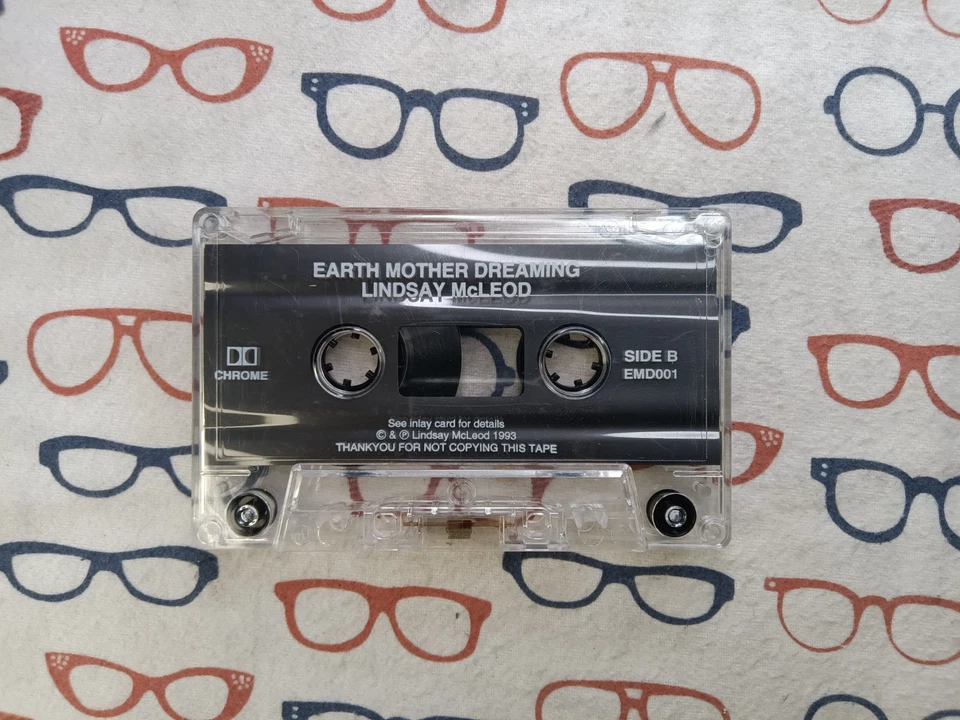 EARTH MOTHER DREAMING
LINDSAY McLEOD
CHROME
SIDE B
EMD001
See inlay card for details
© & ℗ Lindsay McLeod 1993
THANKYOU FOR NOT COPYING THIS TAPE